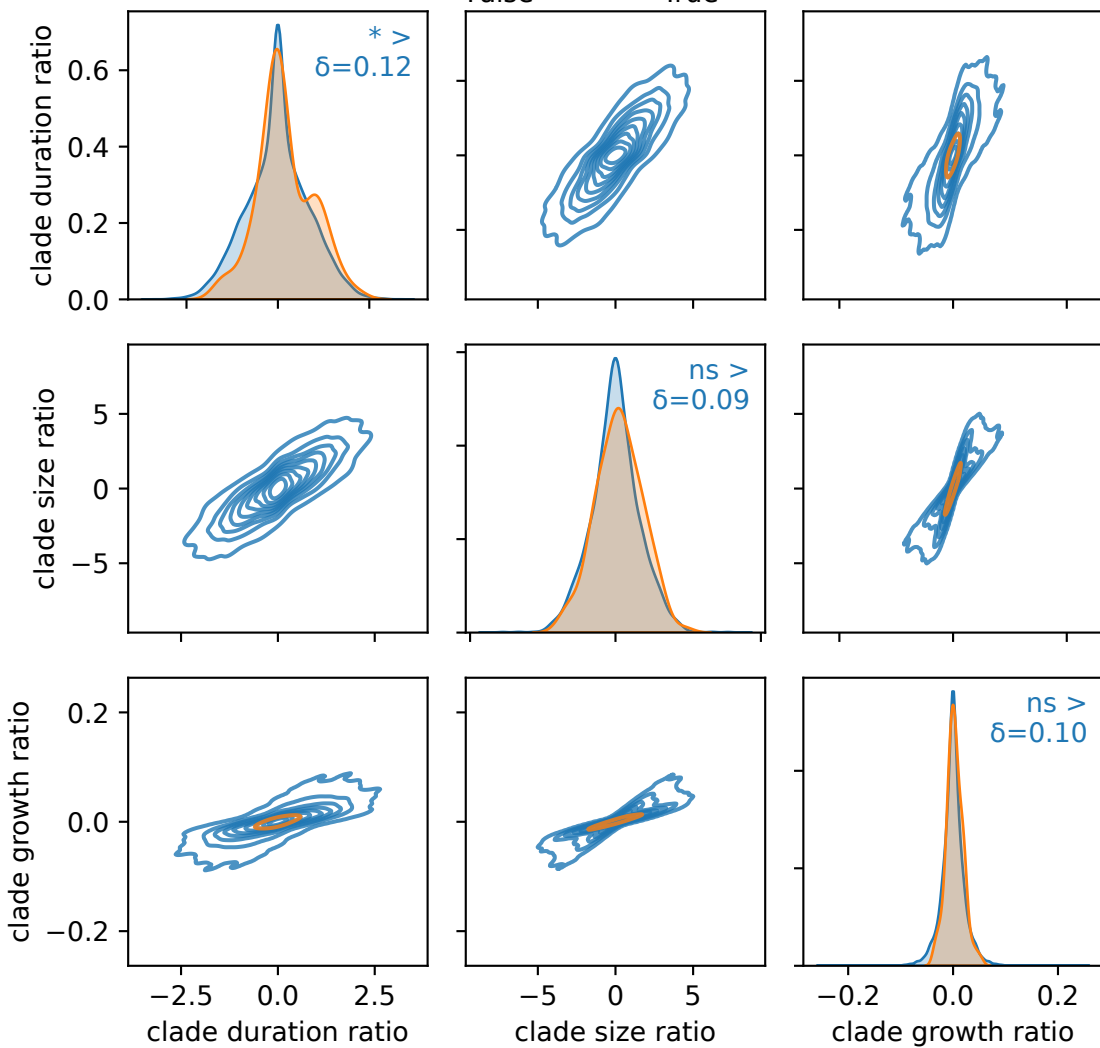 clade duration ratio
0.6
0.4
0.2
0.0
* >
δ=0.12
clade size ratio
5
0
−5
ns >
δ=0.09
clade growth ratio
0.2
0.0
−0.2
ns >
δ=0.10
−2.5 0.0 2.5
−5 0 5
−0.2 0.0 0.2
clade duration ratio
clade size ratio
clade growth ratio